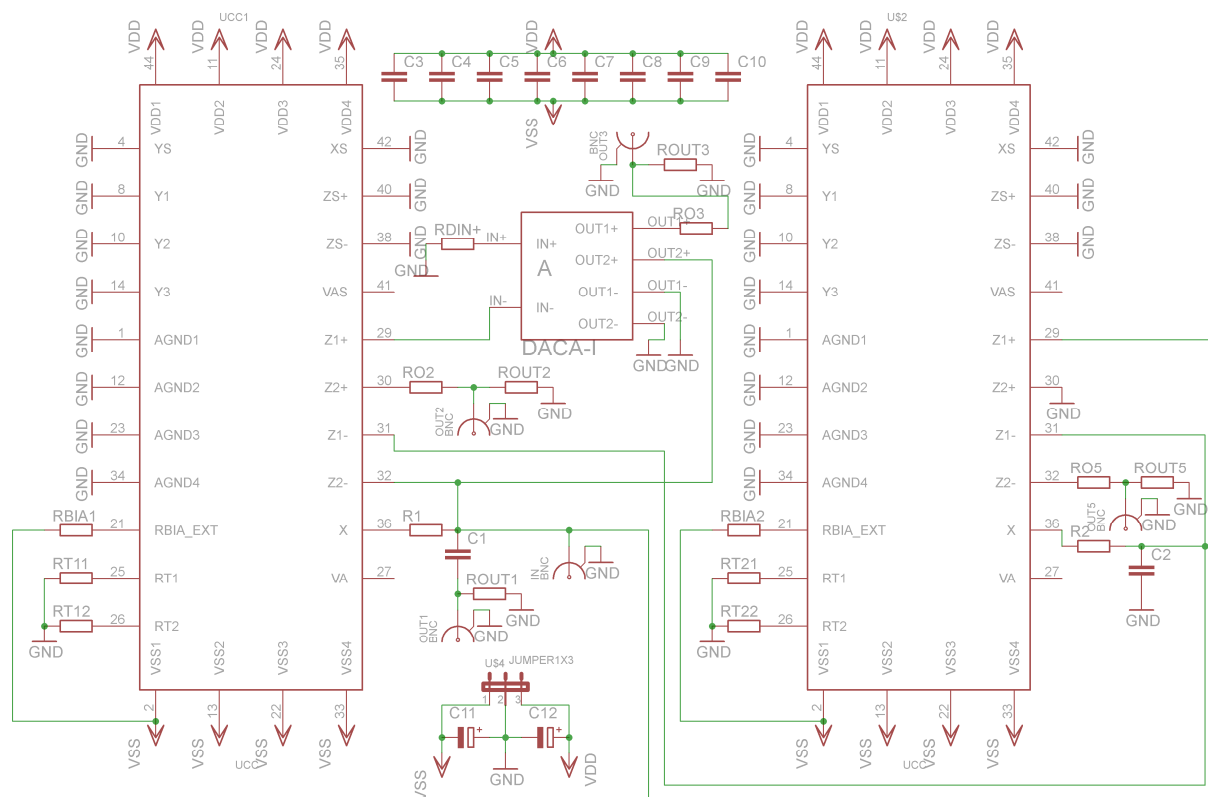 UCC1
VDD VDD VDD VDD
44 11 24 35
VDD1 VDD2 VDD3 VDD4
GND 4 YS
GND 8 Y1
GND 10 Y2
GND 14 Y3
GND 1 AGND1
GND 12 AGND2
GND 23 AGND3
GND 34 AGND4
RBIA1 21 RBIA_EXT
RT11 25 RT1
RT12 26 RT2
GND
XS 42 GND
ZS+ 40 GND
ZS- 38 GND
VAS 41
Z1+ 29
Z2+ 30
Z1- 31
Z2- 32
X 36
VA 27
VSS1 VSS2 VSS3 VSS4
2 13 22 33
VSS VSS VSS VSS
UCC
VDD
C3 C4 C5 C6 C7 C8 C9 C10
VSS
BNC
OUT3
ROUT3
GND GND
RDIN+ IN+
GND
IN-
IN+
A
IN-
OUT1+
OUT2+
OUT1-
OUT2-
DACA-I
OUT1+
RO3
OUT2+
OUT1-
OUT2-
GND GND
RO2 ROUT2
OUT2
BNC
GND GND
R1
C1
ROUT1
GND
OUT1
BNC
GND
IN
BNC
GND
U$4 JUMPER1X3
1 2 3
C11 + C12 +
VSS GND VDD
U$2
VDD VDD VDD VDD
44 11 24 35
VDD1 VDD2 VDD3 VDD4
GND 4 YS
GND 8 Y1
GND 10 Y2
GND 14 Y3
GND 1 AGND1
GND 12 AGND2
GND 23 AGND3
GND 34 AGND4
RBIA2 21 RBIA_EXT
RT21 25 RT1
RT22 26 RT2
GND
XS 42 GND
ZS+ 40 GND
ZS- 38 GND
VAS 41
Z1+ 29
Z2+ 30
GND
Z1- 31
Z2- 32
RO5 ROUT5
GND
OUT5
BNC
GND
X 36
R2
C2
GND
VA 27
VSS1 VSS2 VSS3 VSS4
2 13 22 33
VSS VSS VSS VSS
UCC